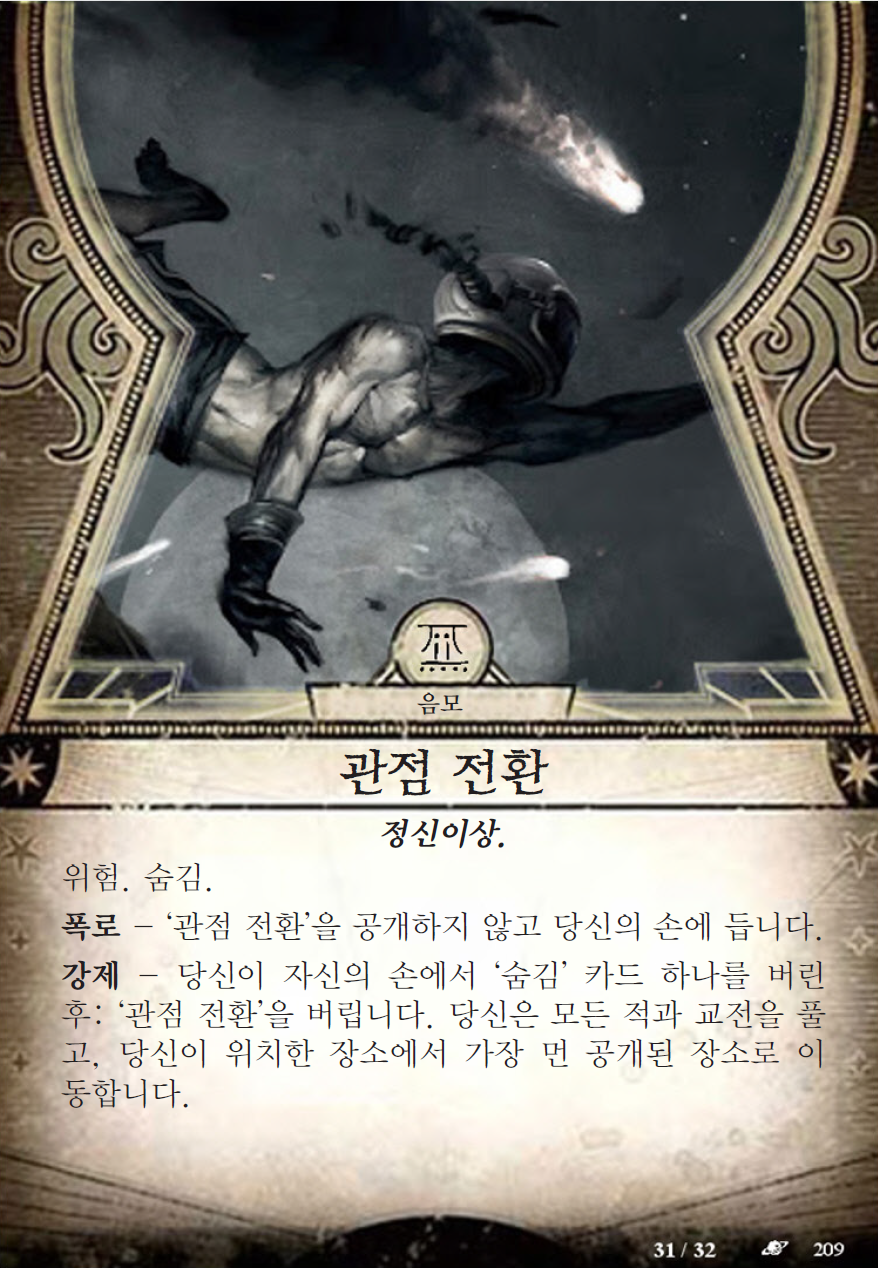 음모
관점 전환
정신이상.
위험. 숨김.
폭로 – ‘관점 전환’을 공개하지 않고 당신의 손에 듭니다.
강제 – 당신이 자신의 손에서 ‘숨김’ 카드 하나를 버린
후: ‘관점 전환’을 버립니다. 당신은 모든 적과 교전을 풀
고, 당신이 위치한 장소에서 가장 먼 공개된 장소로 이
동합니다.
31 / 32 209